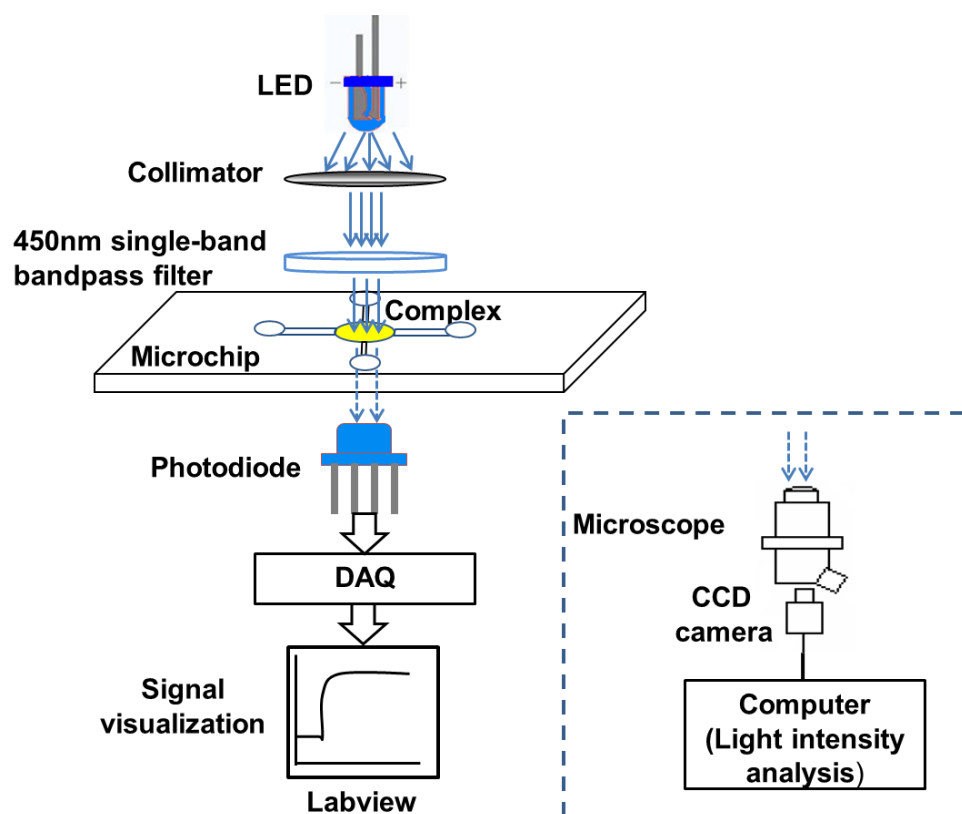 LED
− +
Collimator
450nm single-band
bandpass filter
Complex
Microchip
Photodiode
DAQ
Signal
visualization
Labview
Microscope
CCD
camera
Computer
(Light intensity
analysis)